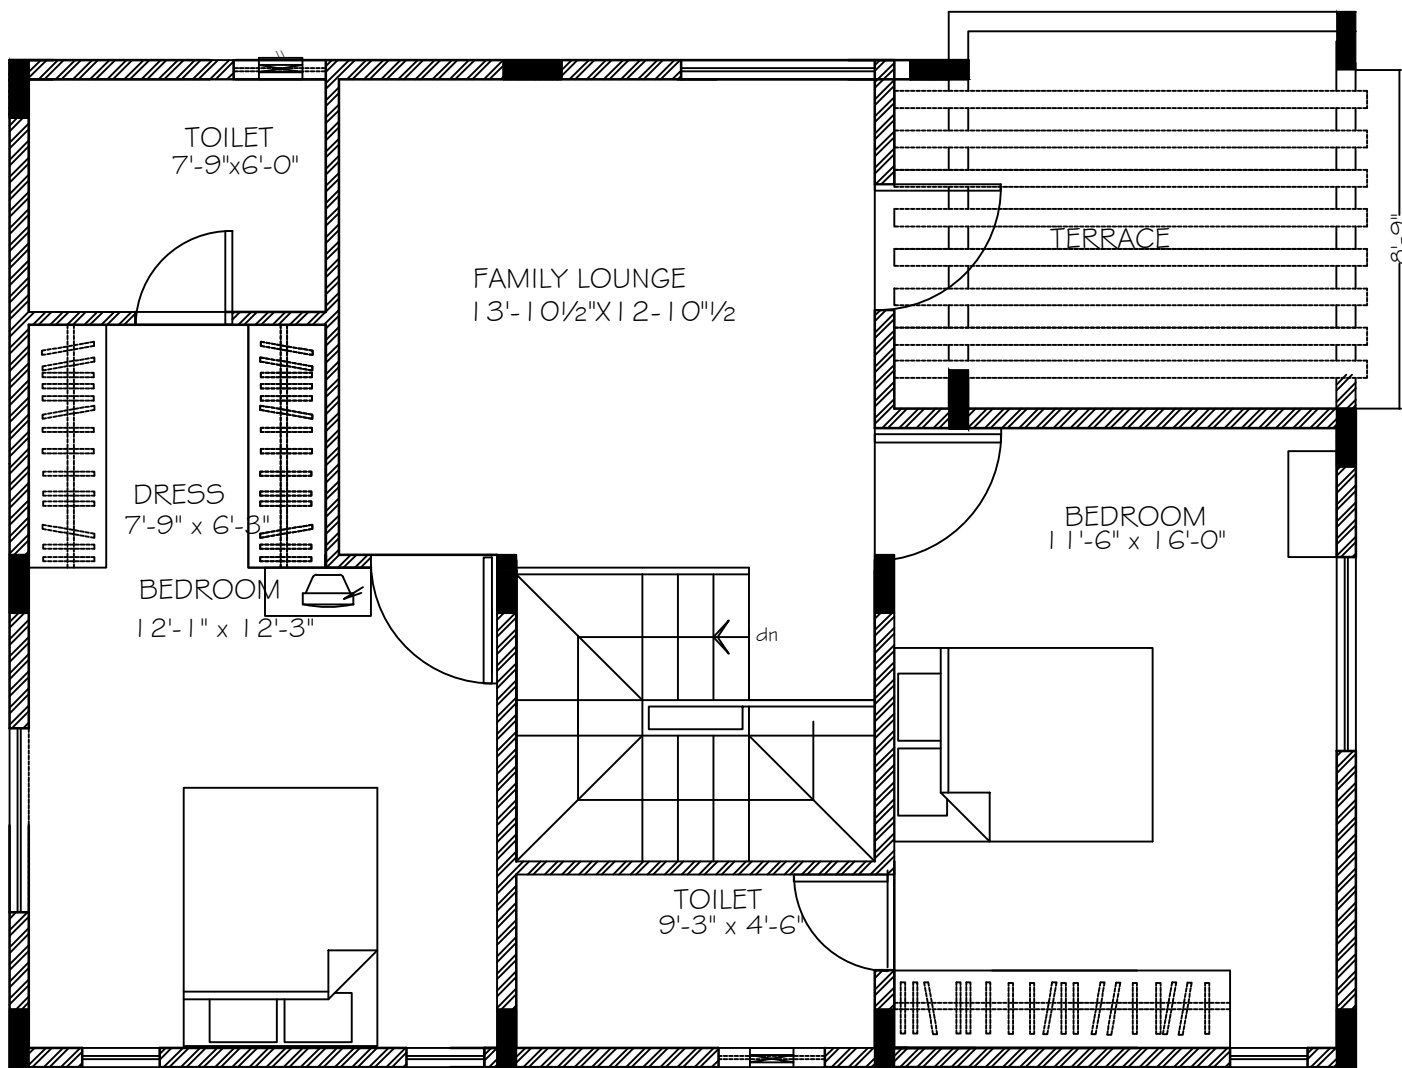 TOILET
7'-9"x6'-0"
FAMILY LOUNGE
13'-10½"X12-10"½
TERRACE
8'-9"
DRESS
7'-9" x 6'-3"
BEDROOM
11'-6" x 16'-0"
BEDROOM
12'-1" x 12'-3"
dn
TOILET
9'-3" x 4'-6"